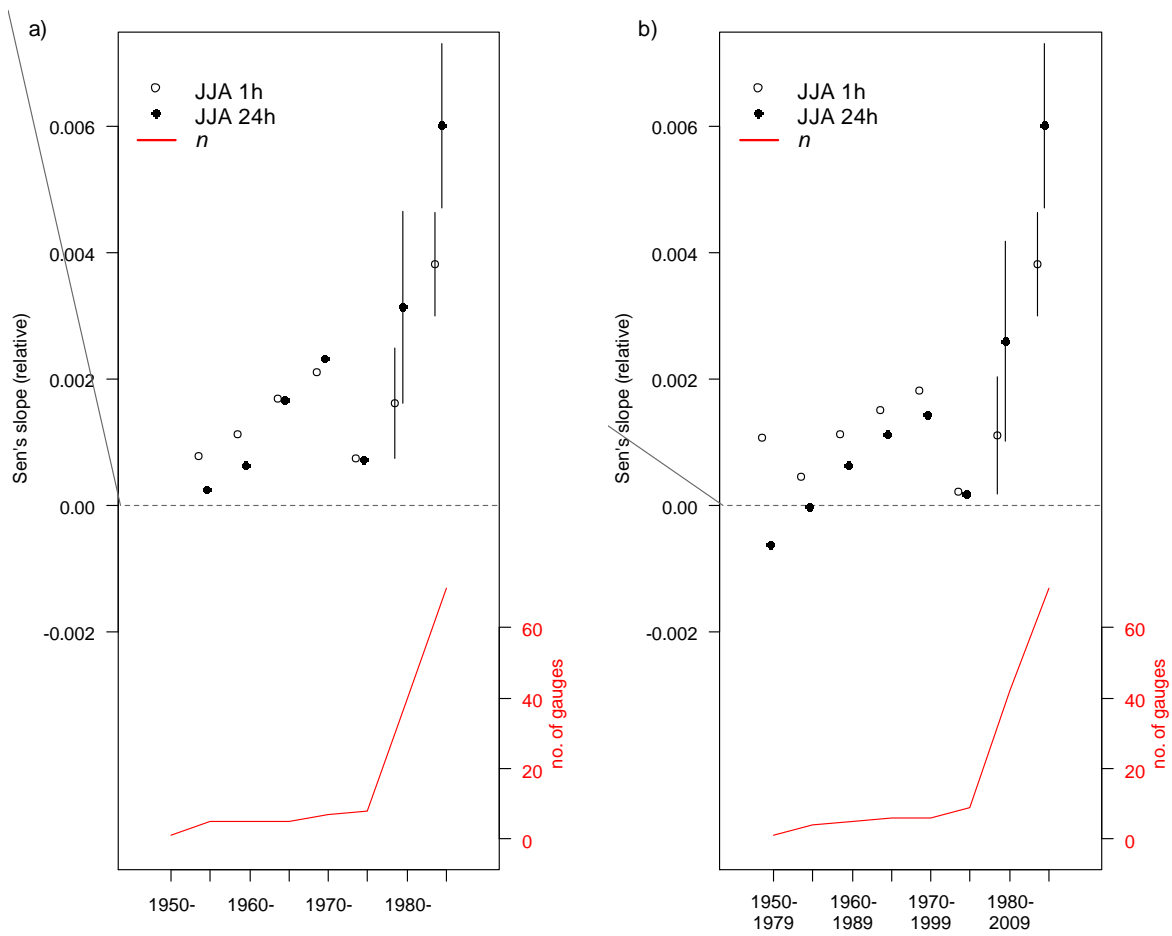 a)
JJA 1h
JJA 24h
n
0.006
0.004
0.002
0.00
-0.002
Sen's slope (relative)
60
40
20
0
no. of gauges
1950-
1960-
1970-
1980-
b)
JJA 1h
JJA 24h
n
0.006
0.004
0.002
0.00
-0.002
Sen's slope (relative)
60
40
20
0
no. of gauges
1950-
1979
1960-
1989
1970-
1999
1980-
2009